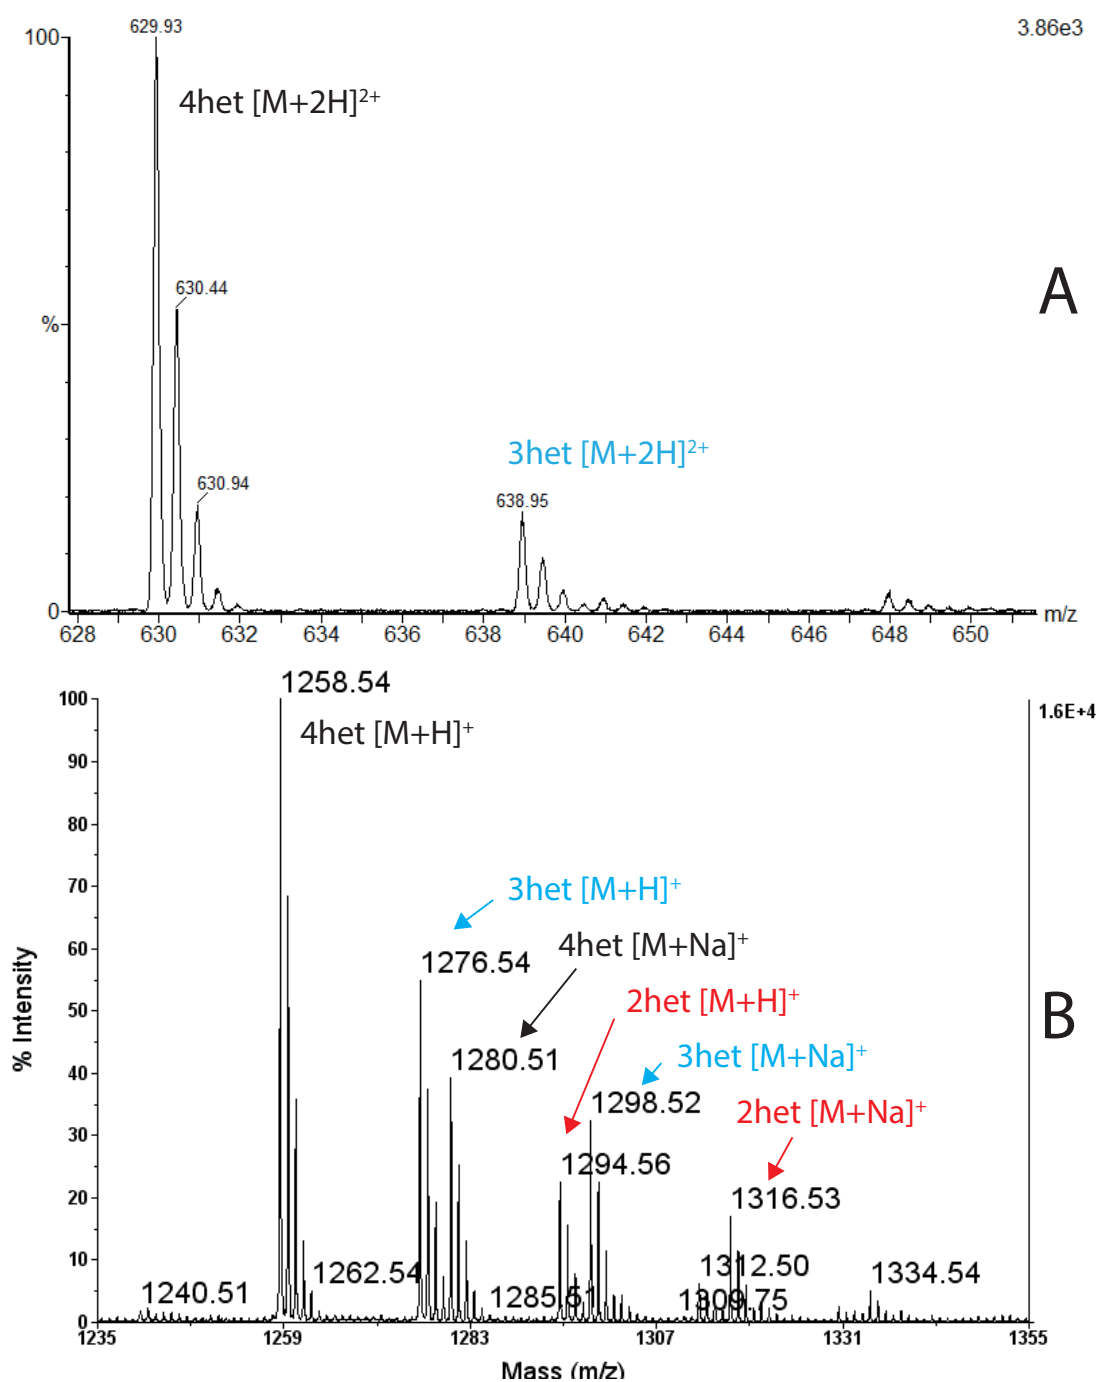 629.93
3.86e3
100
4het [M+2H]²⁺
630.44
A
%
3het [M+2H]²⁺
630.94
638.95
0
m/z
628 630 632 634 636 638 640 642 644 646 648 650
1258.54
100
1.6E+4
4het [M+H]⁺
90
80
70
3het [M+H]⁺
60
4het [M+Na]⁺
1276.54
2het [M+H]⁺
B
50
1280.51
3het [M+Na]⁺
% Intensity
40
1298.52
2het [M+Na]⁺
30
1294.56
20
1316.53
10
1240.51
1262.54
1285.51
1312.50
1309.75
1334.54
0
1235 1259 1283 1307 1331 1355
Mass (m/z)